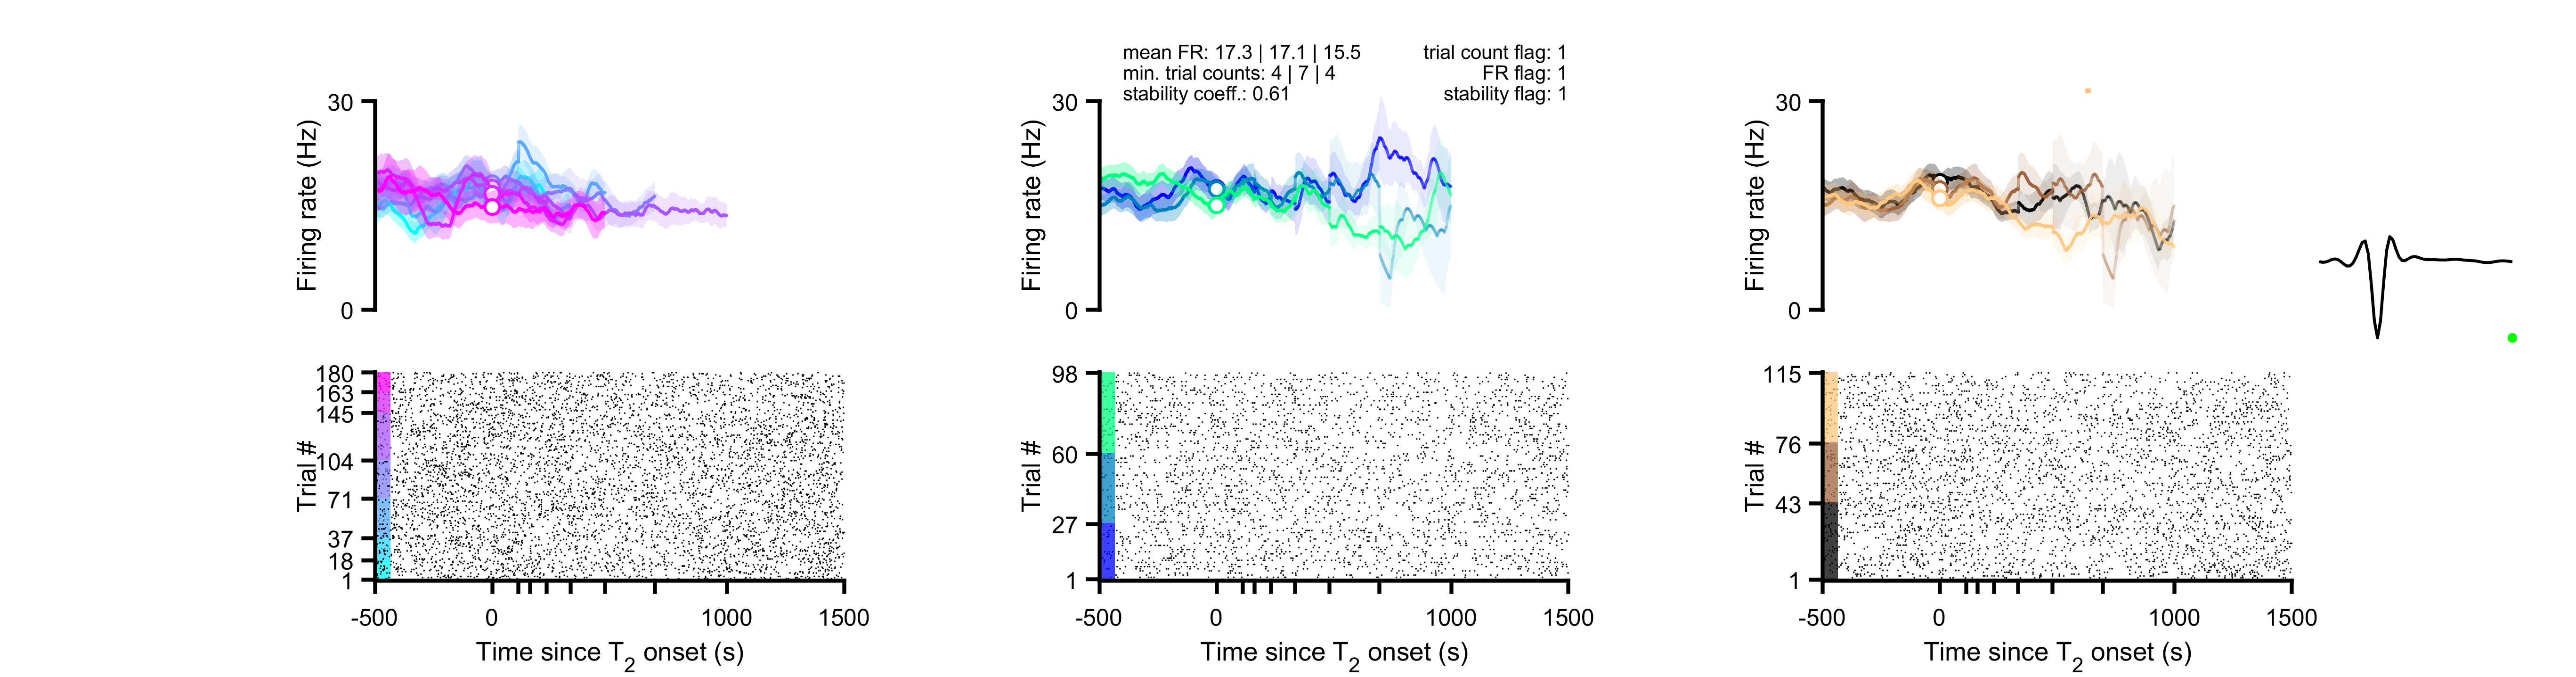 mean FR: 17.3 | 17.1 | 15.5
min. trial counts: 4 | 7 | 4
stability coeff.: 0.61
trial count flag: 1
FR flag: 1
stability flag: 1
Firing rate (Hz)
30
0
Firing rate (Hz)
30
0
Firing rate (Hz)
30
0
Trial #
180
163
145
104
71
37
18
1
-500
0
1000
1500
Time since T2 onset (s)
Trial #
98
60
27
1
-500
0
1000
1500
Time since T2 onset (s)
Trial #
115
76
43
1
-500
0
1000
1500
Time since T2 onset (s)